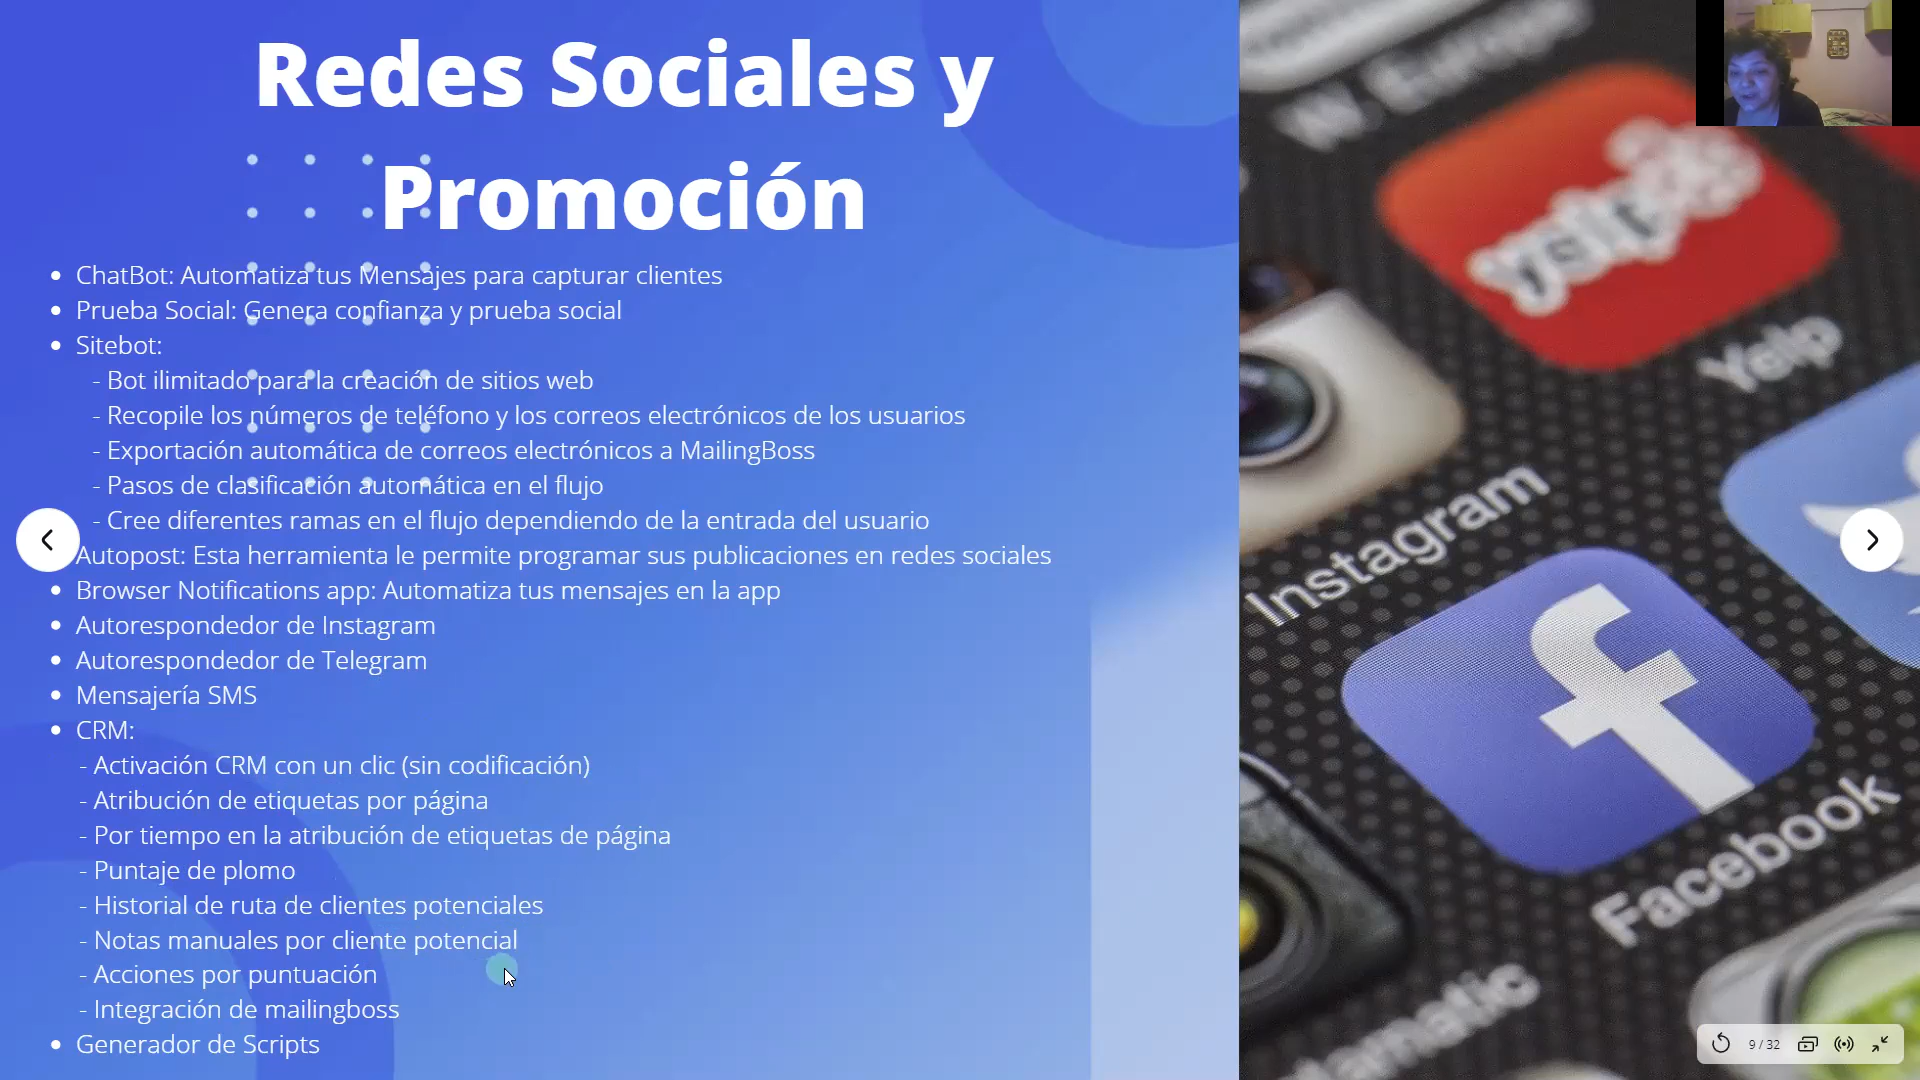 Redes Sociales y
Promoción
ChatBot: Automatiza tus Mensajes para capturar clientes
Prueba Social: Genera confianza y prueba social
Sitebot:
- Bot ilimitado para la creación de sitios web
- Recopile los números de teléfono y los correos electrónicos de los usuarios
- Exportación automática de correos electrónicos a MailingBoss
- Pasos de clasificación automática en el flujo
- Cree diferentes ramas en el flujo dependiendo de la entrada del usuario
Autopost: Esta herramienta le permite programar sus publicaciones en redes sociales
Browser Notifications app: Automatiza tus mensajes en la app
Autorespondedor de Instagram
Autorespondedor de Telegram
Mensajería SMS
CRM:
- Activación CRM con un clic (sin codificación)
- Atribución de etiquetas por página
- Por tiempo en la atribución de etiquetas de página
- Puntaje de plomo
- Historial de ruta de clientes potenciales
- Notas manuales por cliente potencial
- Acciones por puntuación
- Integración de mailingboss
Generador de Scripts
yelp
Yelp
Instagram
f
Facebook
9 / 32